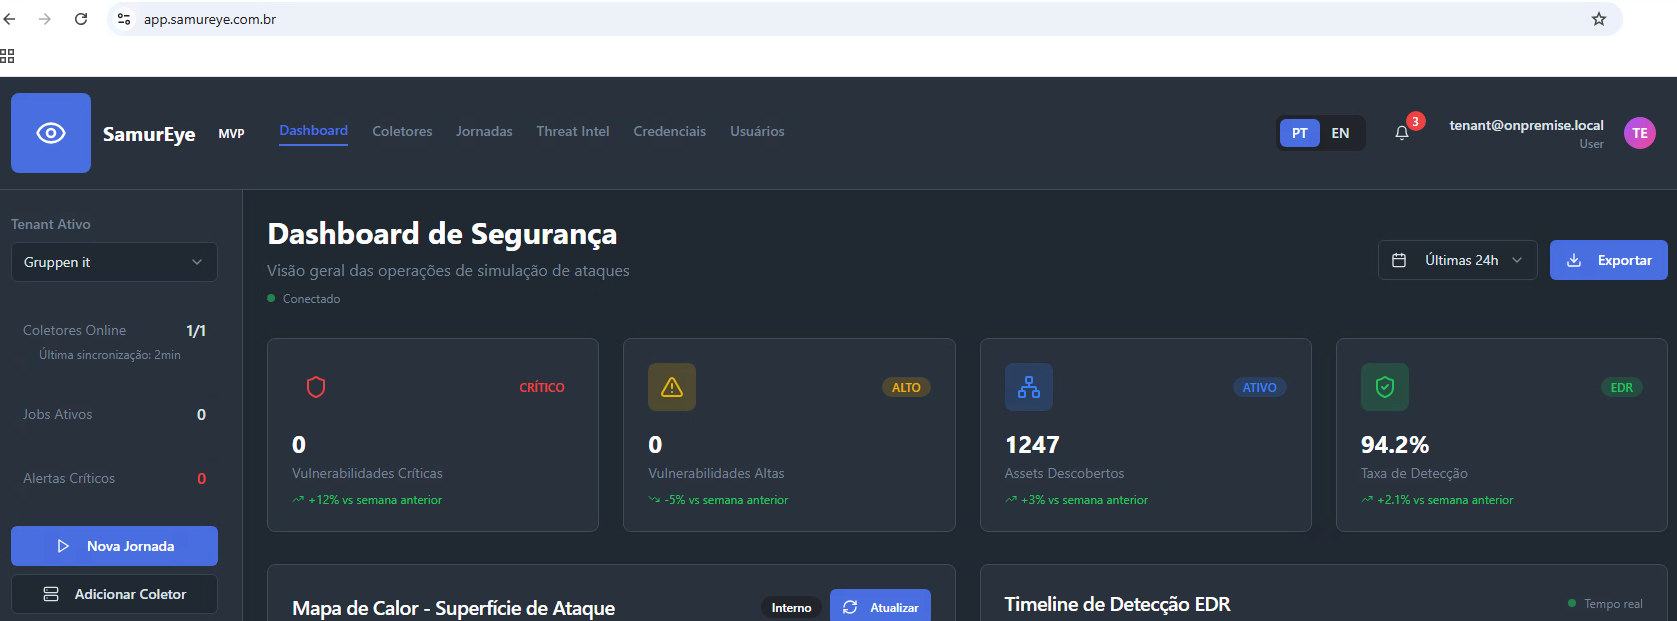 app.samureye.com.br
SamurEye MVP Dashboard Coletores Jornadas Threat Intel Credenciais Usuários PT EN 3 tenant@onpremise.local TE
User
Tenant Ativo
Gruppen it
Coletores Online 1/1
Última sincronização: 2min
Jobs Ativos 0
Alertas Críticos 0
Nova Jornada
Adicionar Coletor
Dashboard de Segurança
Visão geral das operações de simulação de ataques
Conectado
Últimas 24h Exportar
CRÍTICO
0
Vulnerabilidades Críticas
+12% vs semana anterior
ALTO
0
Vulnerabilidades Altas
-5% vs semana anterior
ATIVO
1247
Assets Descobertos
+3% vs semana anterior
EDR
94.2%
Taxa de Detecção
+2.1% vs semana anterior
Mapa de Calor - Superfície de Ataque Interno Atualizar
Timeline de Detecção EDR Tempo real